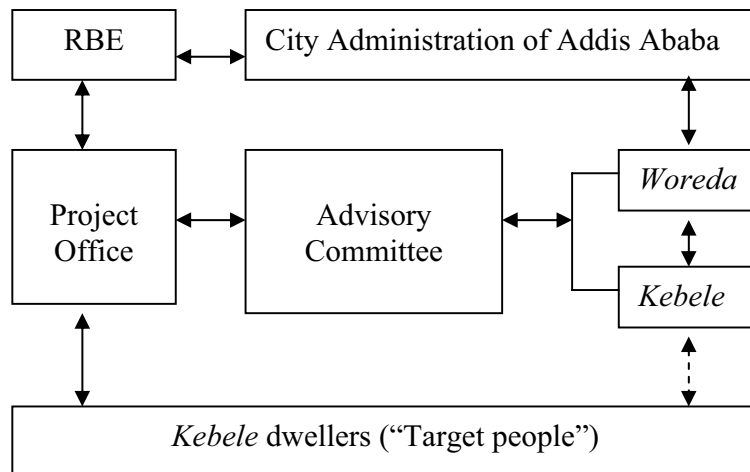 RBE
City Administration of Addis Ababa
Project
Office
Advisory
Committee
Woreda
Kebele
Kebele dwellers (“Target people”)